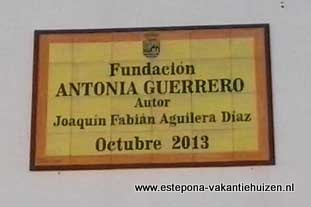 Fundación
ANTONIA GUERRERO
Autor
Joaquín Fabián Aguilera Díaz
Octubre 2013
www.estepona-vakantiehuizen.nl